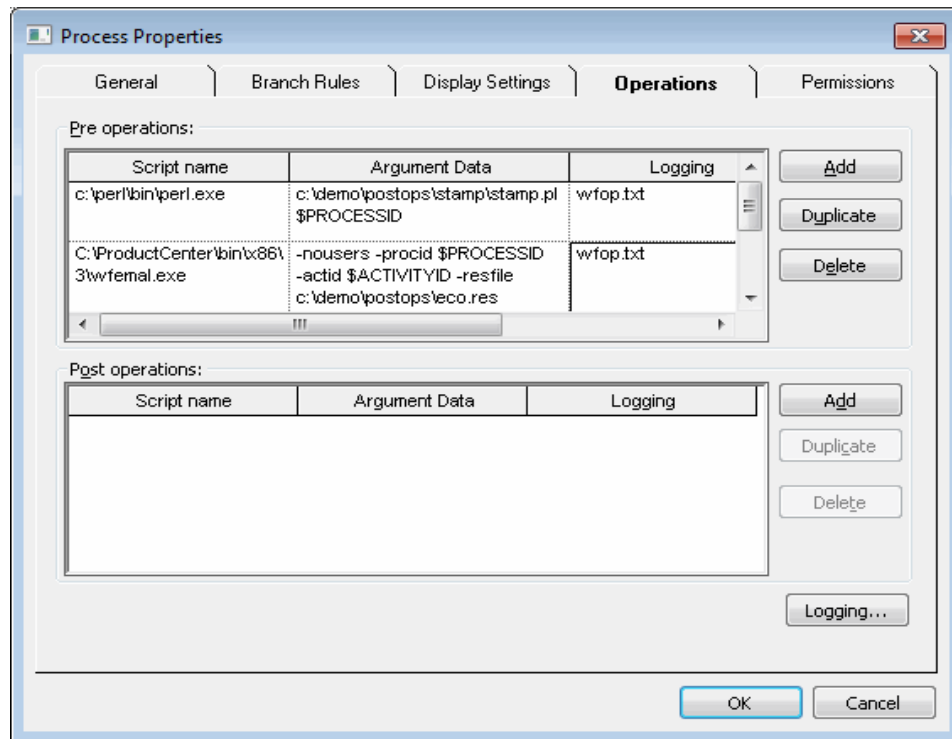 Process Properties
General Branch Rules Display Settings Operations Permissions
Pre operations:
Script name Argument Data Logging
c:\perl\bin\perl.exe c:\demo\postops\stamp\stamp.pl wfop.txt
$PROCESSID
C:\ProductCenter\bin\x86\ -nousers -procid $PROCESSID wfop.txt
3\wfemal.exe -actid $ACTIVITYID -resfile
c:\demo\postops\eco.res
Add
Duplicate
Delete
Post operations:
Script name Argument Data Logging
Add
Duplicate
Delete
Logging...
OK Cancel